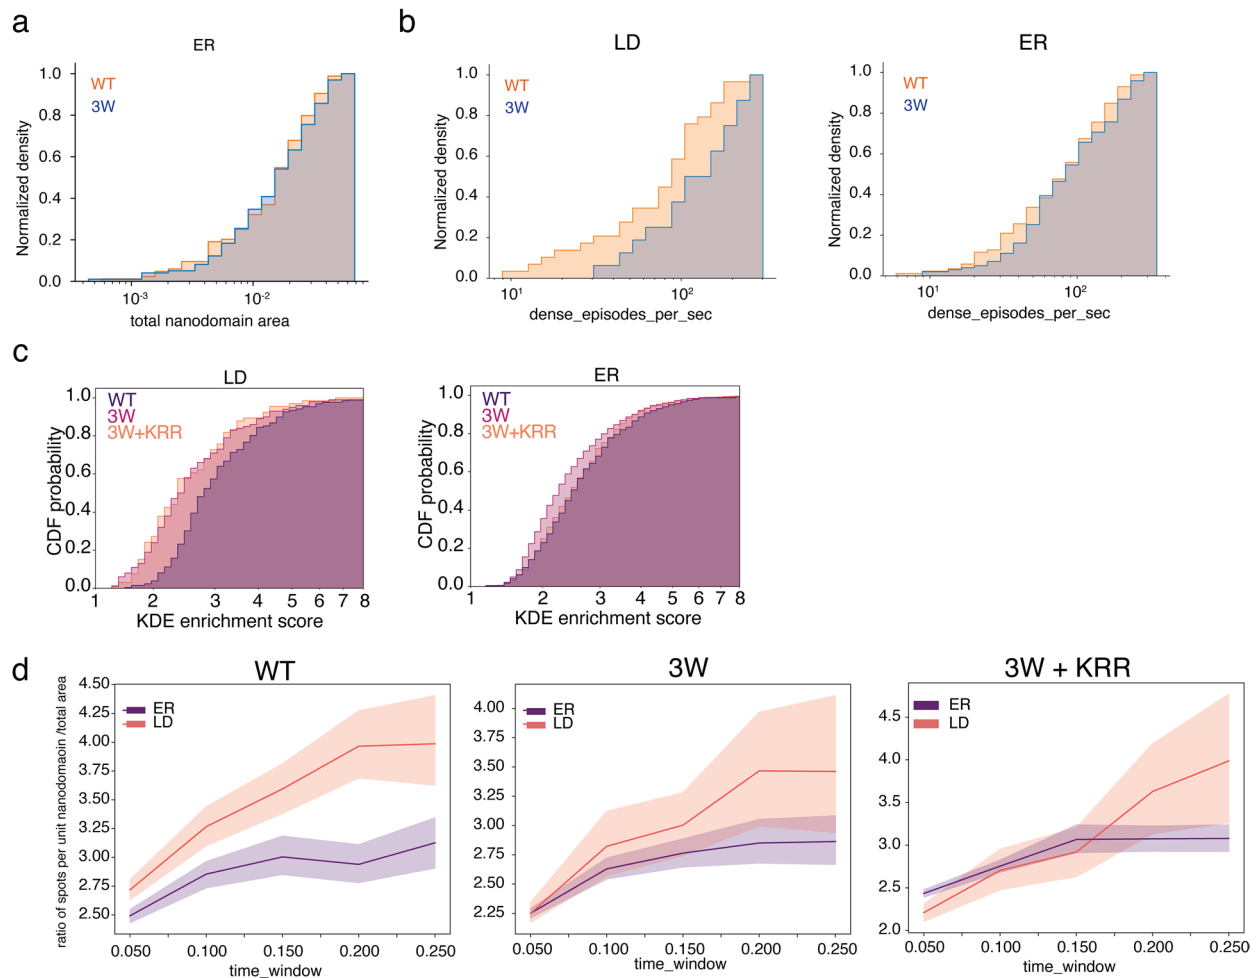 a
ER
WT
3W
Normalized density
1.0
0.8
0.6
0.4
0.2
0.0
10-3
10-2
total nanodomain area
b
LD
WT
3W
Normalized density
1.0
0.8
0.6
0.4
0.2
0.0
101
102
dense_episodes_per_sec
ER
WT
3W
Normalized density
1.0
0.8
0.6
0.4
0.2
0.0
101
102
dense_episodes_per_sec
c
LD
WT
3W
3W+KRR
CDF probability
1.0
0.8
0.6
0.4
0.2
0.0
1 2 3 4 5 6 7 8
KDE enrichment score
ER
WT
3W
3W+KRR
CDF probability
1.0
0.8
0.6
0.4
0.2
0.0
1 2 3 4 5 6 7 8
KDE enrichment score
d
WT
ER
LD
ratio of spots per unit nanodomaoin /total area
4.50
4.25
4.00
3.75
3.50
3.25
3.00
2.75
2.50
0.050 0.100 0.150 0.200 0.250
time_window
3W
ER
LD
4.00
3.75
3.50
3.25
3.00
2.75
2.50
2.25
0.050 0.100 0.150 0.200 0.250
time_window
3W + KRR
ER
LD
4.5
4.0
3.5
3.0
2.5
2.0
0.050 0.100 0.150 0.200 0.250
time_window